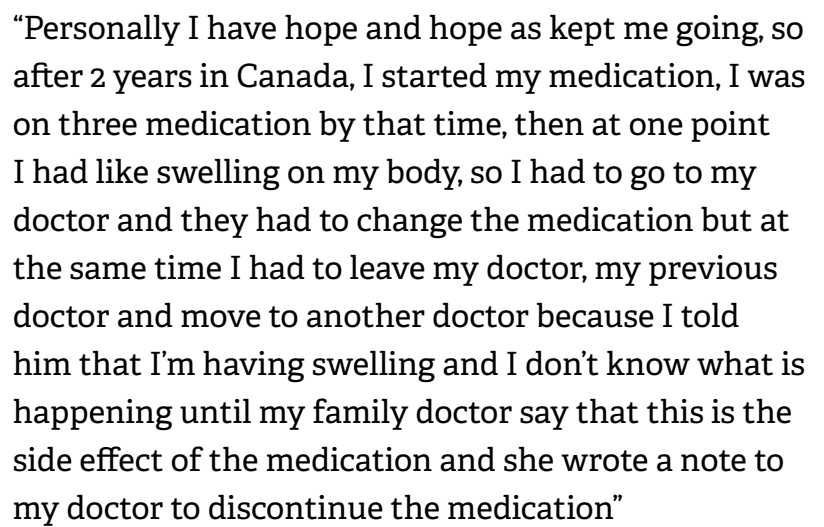 “Personally I have hope and hope as kept me going, so
after 2 years in Canada, I started my medication, I was
on three medication by that time, then at one point
I had like swelling on my body, so I had to go to my
doctor and they had to change the medication but at
the same time I had to leave my doctor, my previous
doctor and move to another doctor because I told
him that I’m having swelling and I don’t know what is
happening until my family doctor say that this is the
side effect of the medication and she wrote a note to
my doctor to discontinue the medication”